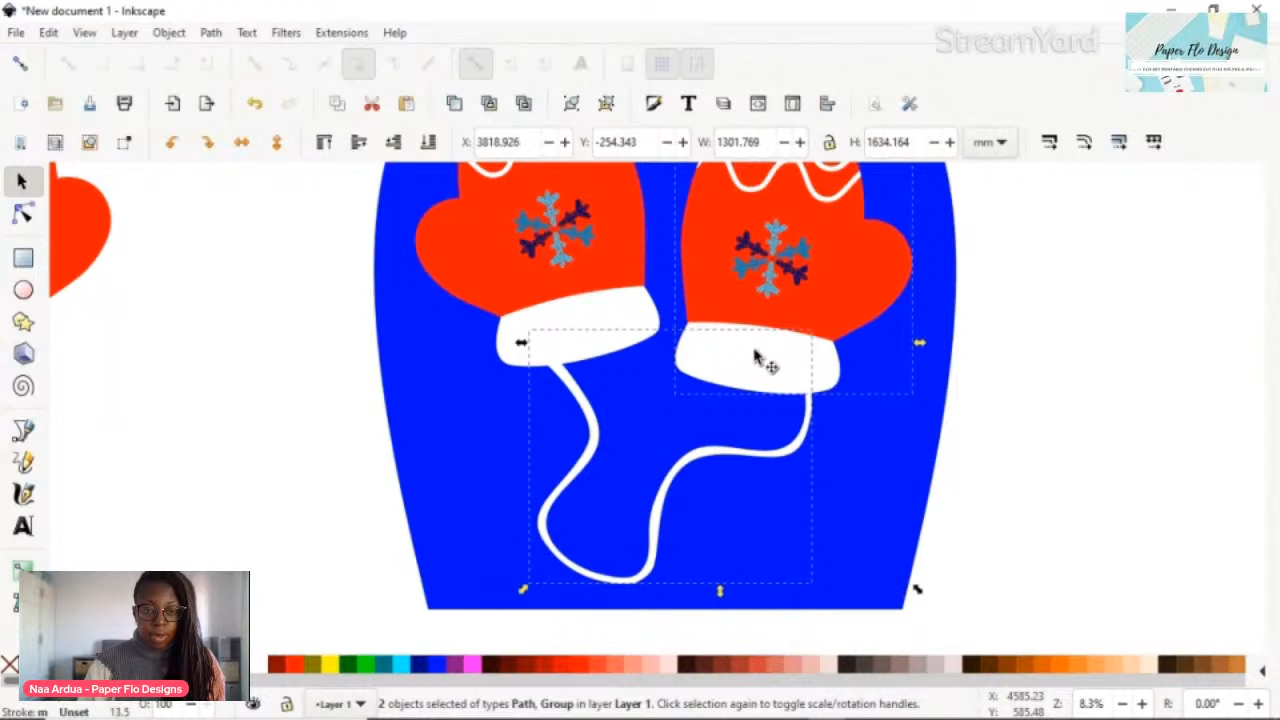 *New document 1 - Inkscape
File Edit View Layer Object Path Text Filters Extensions Help
StreamYard
Paper Flo Design
X: 3818.926 Y: -254.343 W: 1301.769 H: 1634.164 mm
Naa Ardua - Paper Flo Designs
O: 100
Stroke: m Unset 13.5
Layer 1
2 objects selected of types Path, Group in layer Layer 1. Click selection again to toggle scale/rotation handles.
X: 4585.23
Y: 585.48
Z: 8.3% R: 0.00°